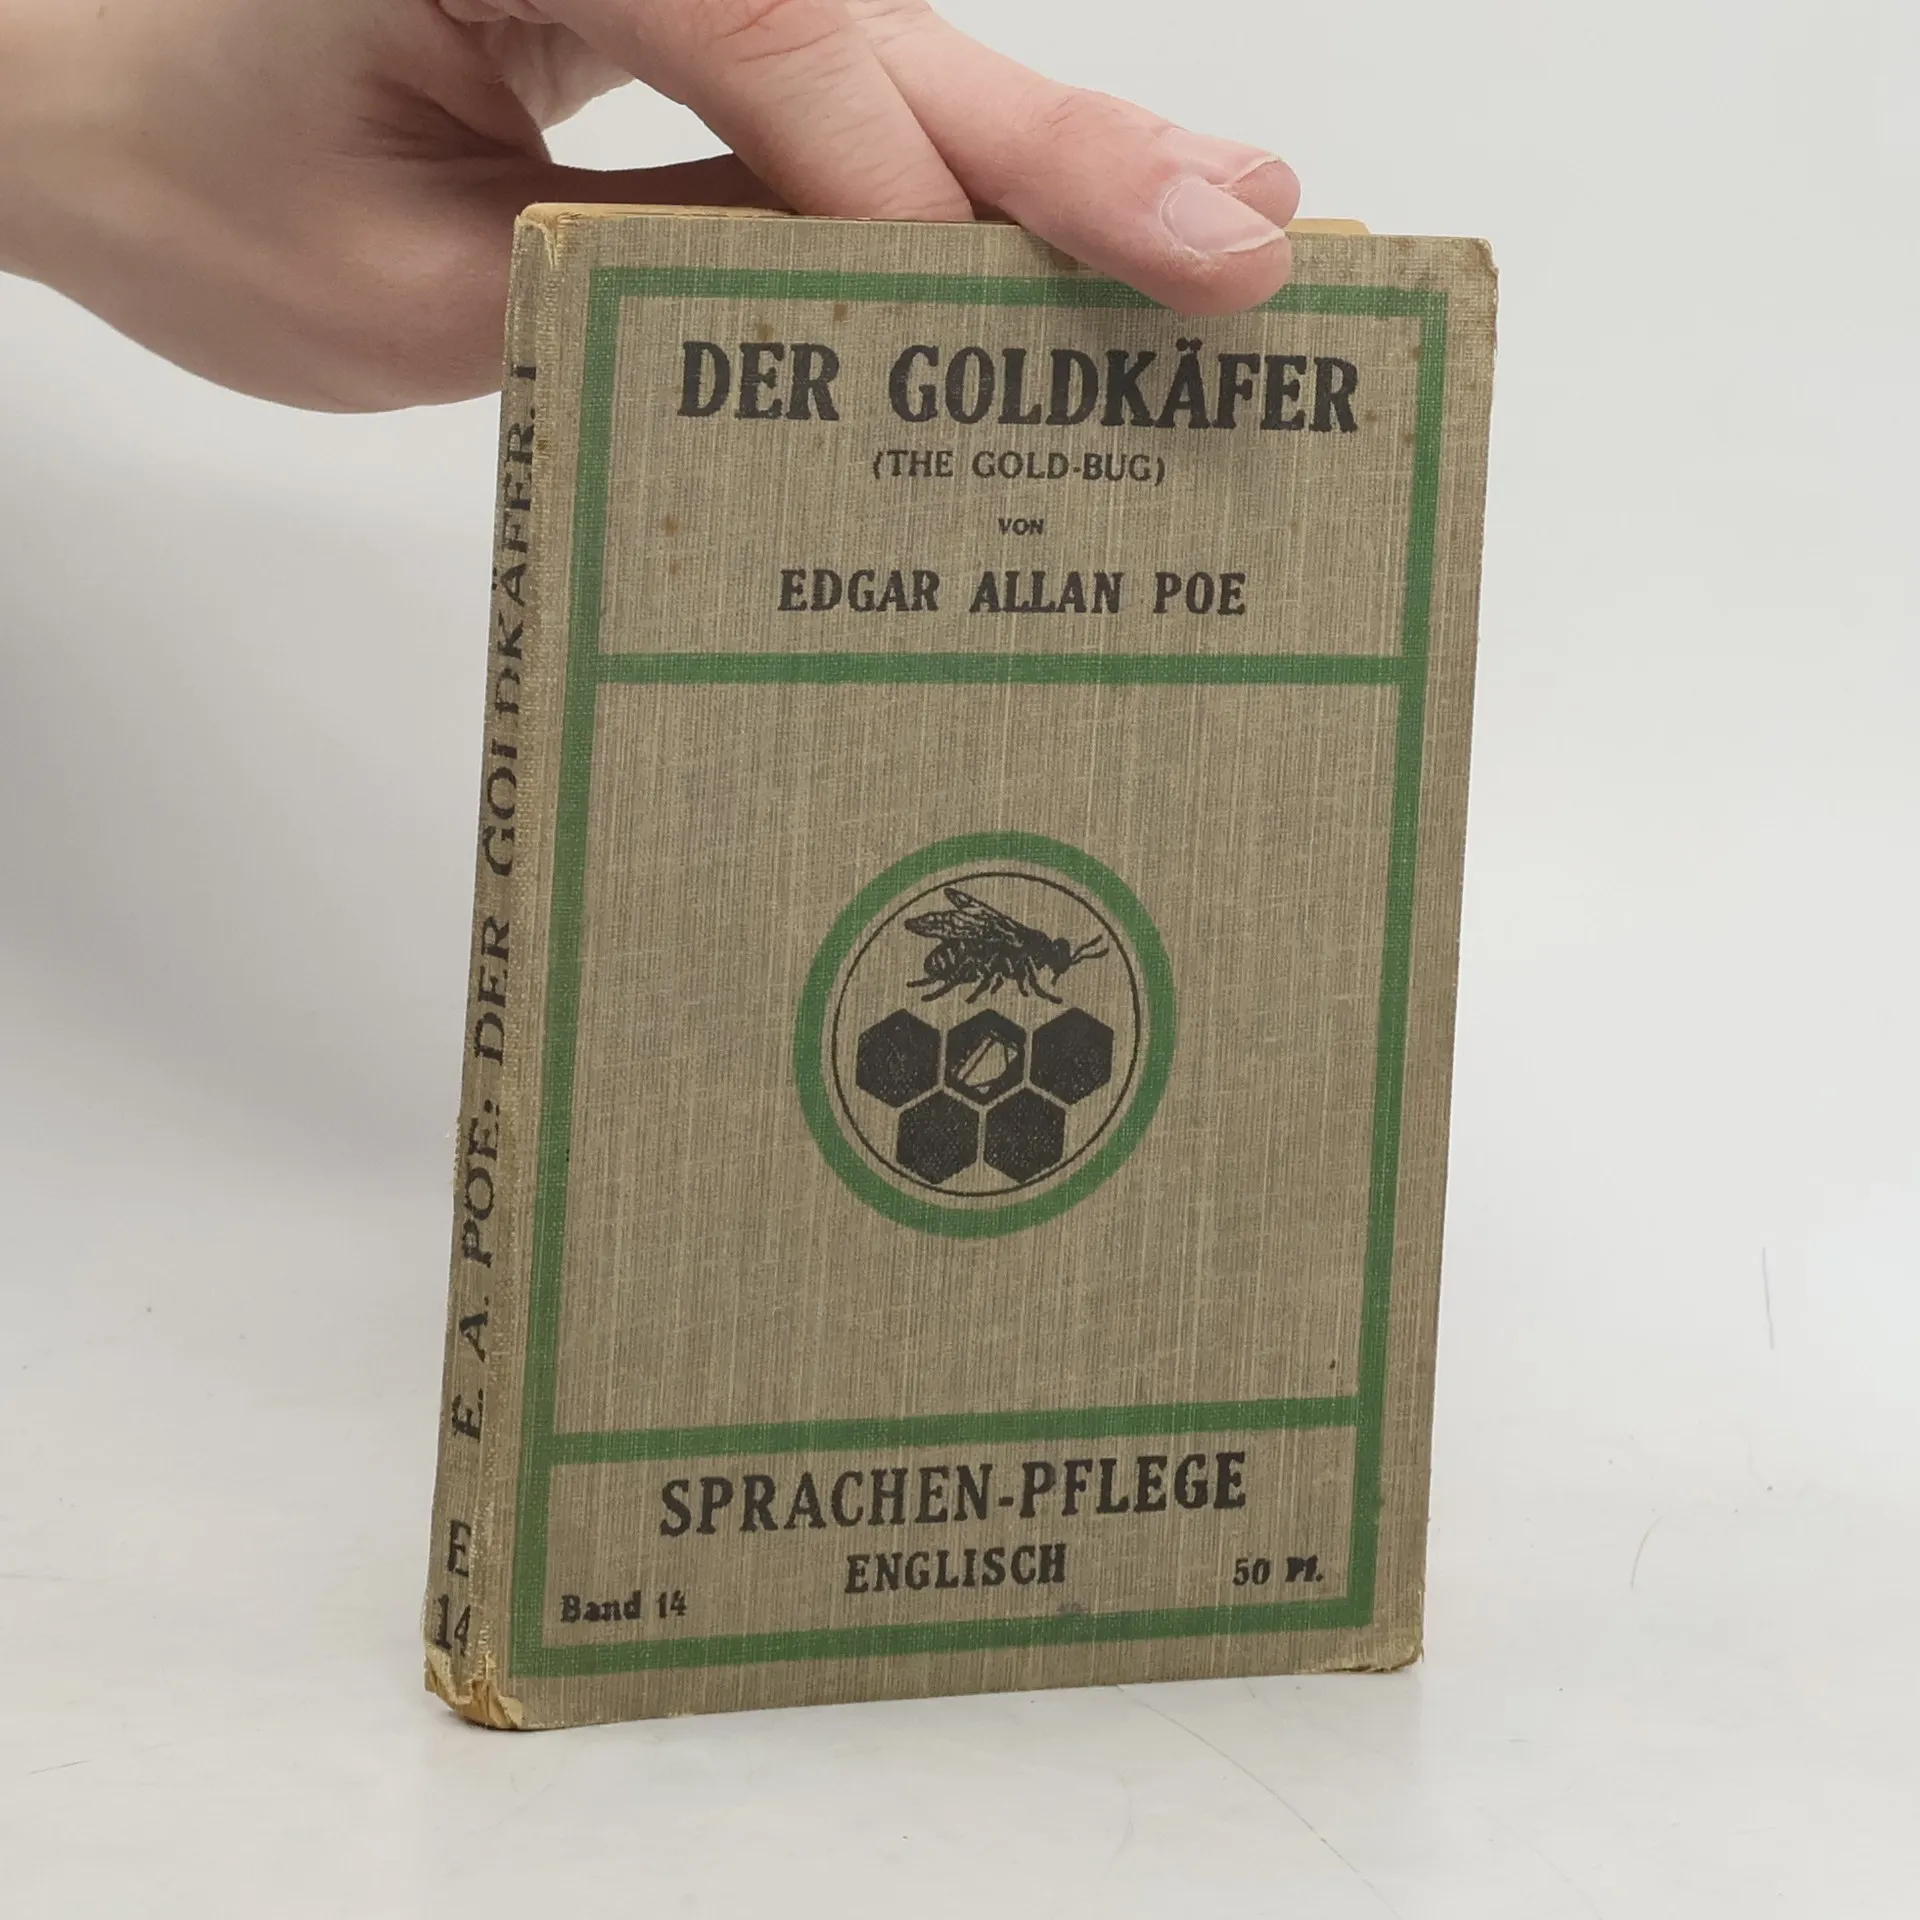 DER GOLDKÄFER
(THE GOLD-BUG)
VON
EDGAR ALLAN POE
SPRACHEN-PFLEGE
ENGLISCH
Band 14
50 Pf.
E. A. POE: DER GOLDKÄFER. I
E
14